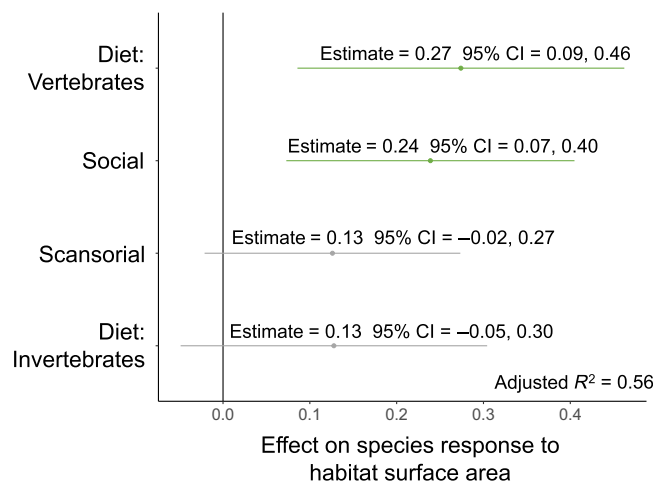 Diet:
Vertebrates
Estimate = 0.27  95% CI = 0.09, 0.46
Social
Estimate = 0.24  95% CI = 0.07, 0.40
Scansorial
Estimate = 0.13  95% CI = −0.02, 0.27
Diet:
Invertebrates
Estimate = 0.13  95% CI = −0.05, 0.30
Adjusted R² = 0.56
0.0 0.1 0.2 0.3 0.4
Effect on species response to
habitat surface area